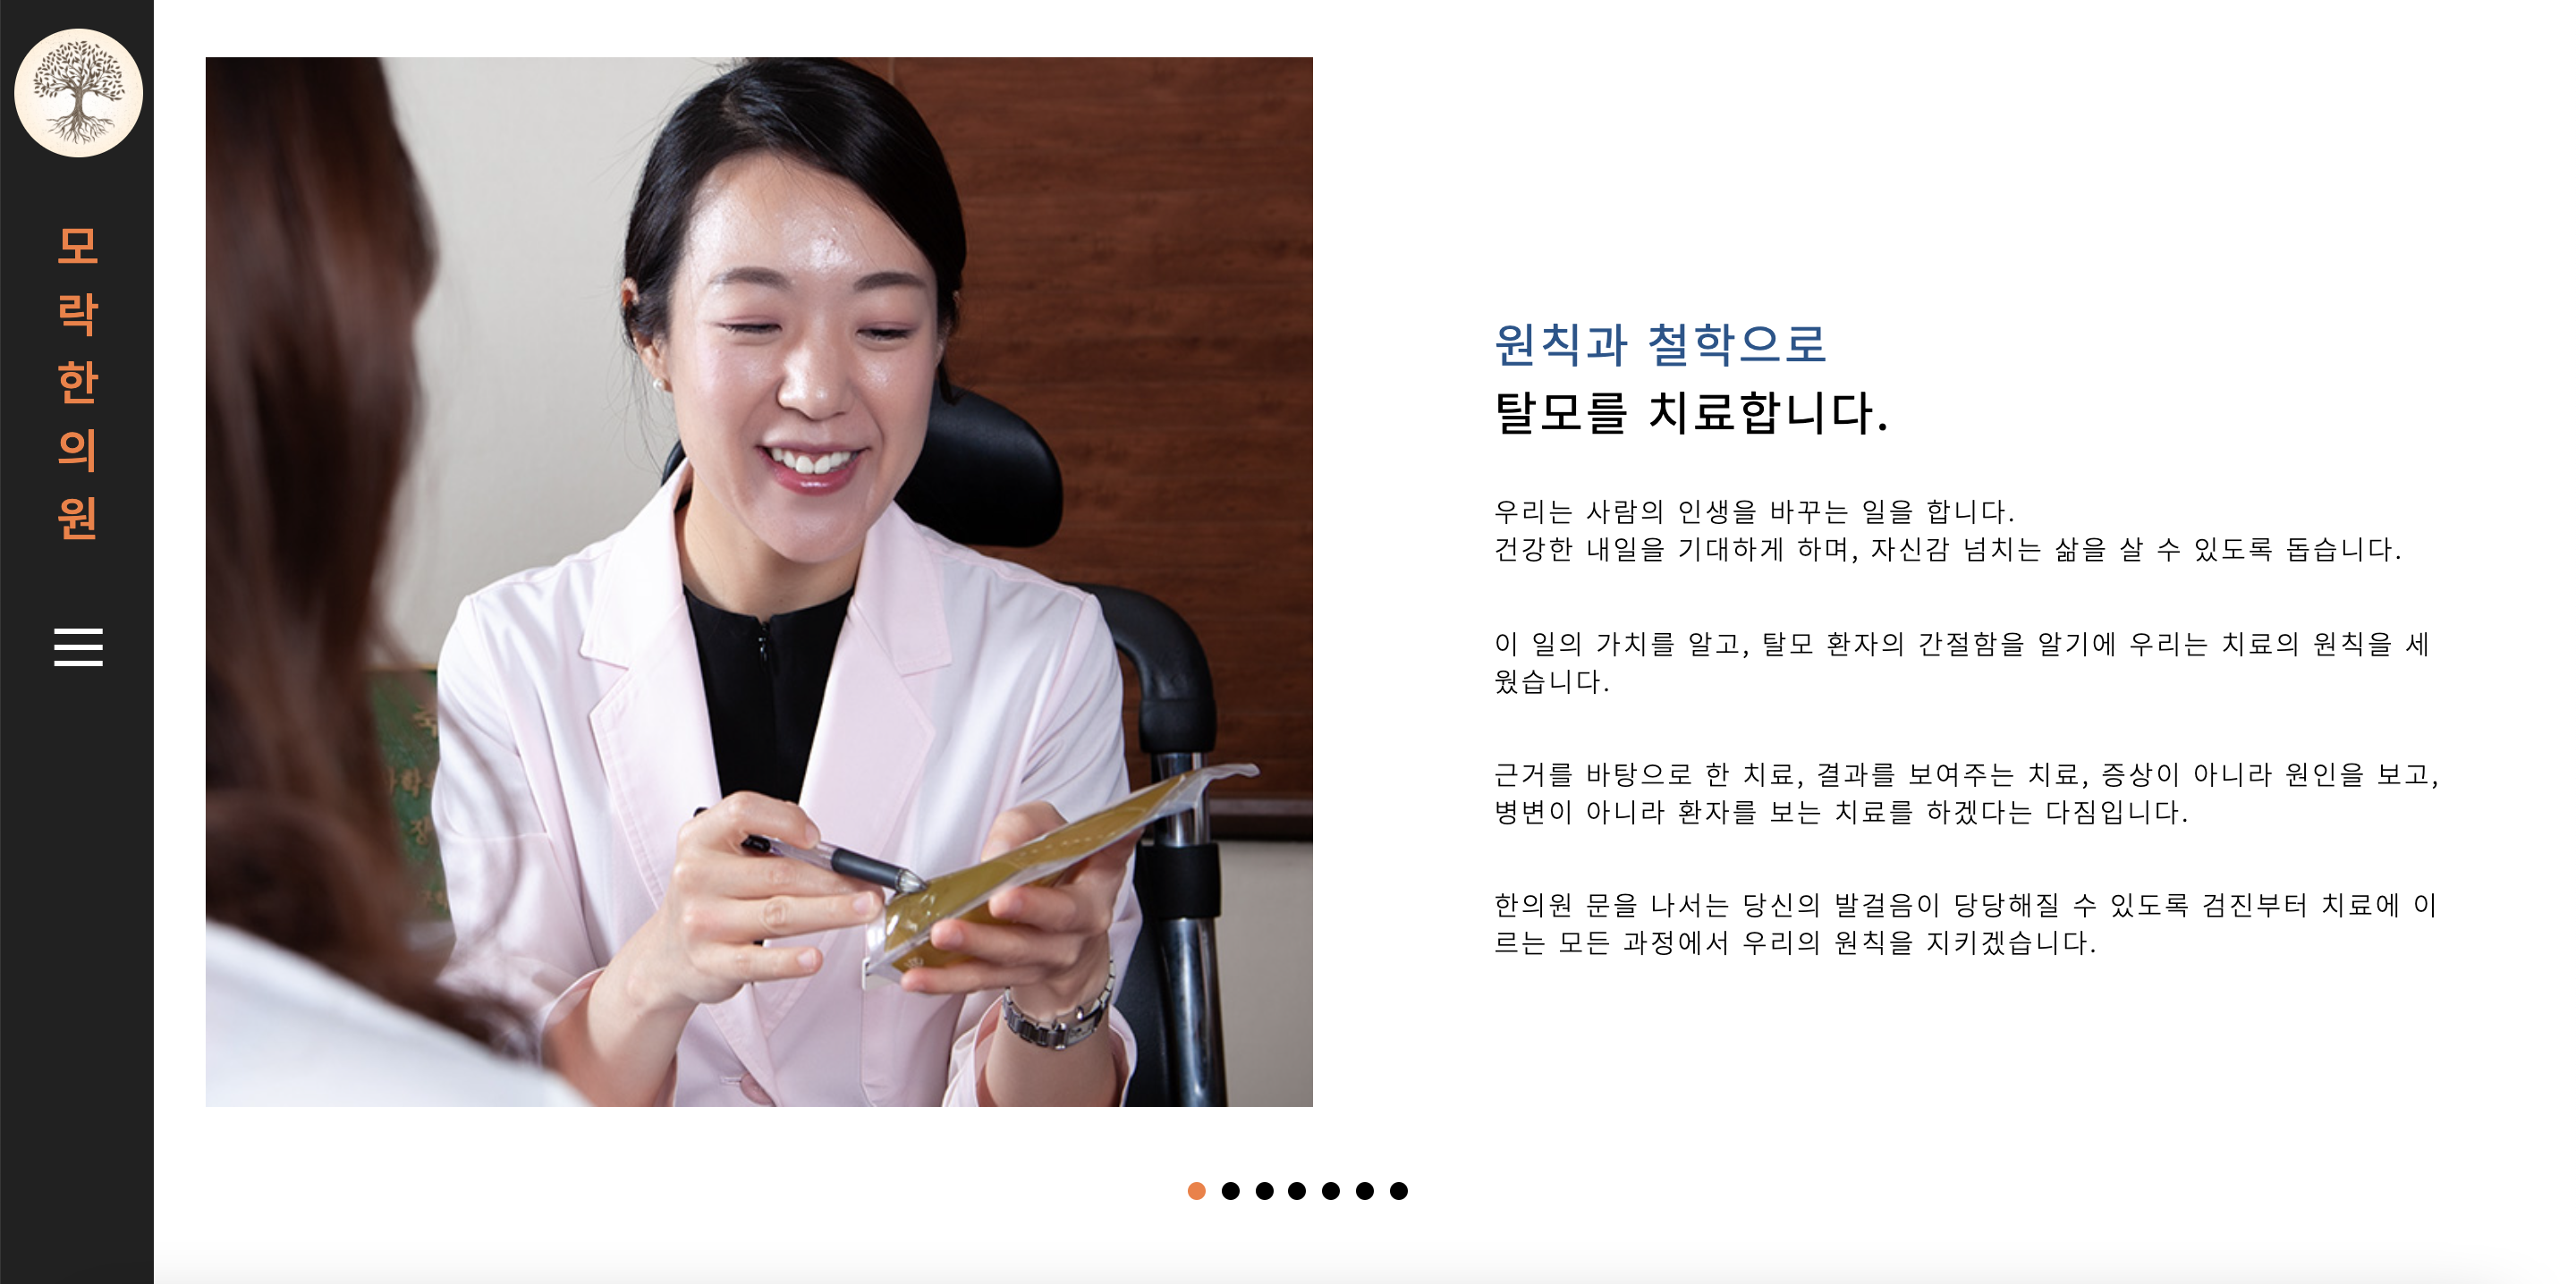 모
락
한
의
원
원칙과 철학으로
탈모를 치료합니다.
우리는 사람의 인생을 바꾸는 일을 합니다.
건강한 내일을 기대하게 하며, 자신감 넘치는 삶을 살 수 있도록 돕습니다.
이 일의 가치를 알고, 탈모 환자의 간절함을 알기에 우리는 치료의 원칙을 세
웠습니다.
근거를 바탕으로 한 치료, 결과를 보여주는 치료, 증상이 아니라 원인을 보고,
병변이 아니라 환자를 보는 치료를 하겠다는 다짐입니다.
한의원 문을 나서는 당신의 발걸음이 당당해질 수 있도록 검진부터 치료에 이
르는 모든 과정에서 우리의 원칙을 지키겠습니다.